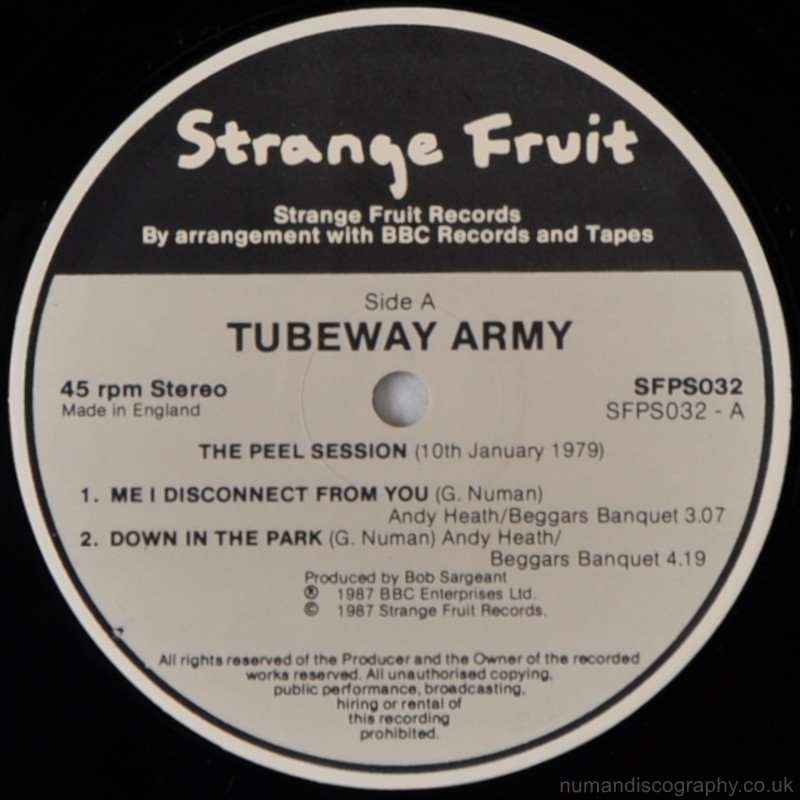 Strange Fruit
Strange Fruit Records
By arrangement with BBC Records and Tapes
Side A
TUBEWAY ARMY
45 rpm Stereo
SFPS032
Made in England
SFPS032 - A
THE PEEL SESSION (10th January 1979)
1. ME I DISCONNECT FROM YOU (G. Numan)
Andy Heath/Beggars Banquet 3.07
2. DOWN IN THE PARK (G. Numan) Andy Heath/
Beggars Banquet 4.19
Produced by Bob Sargeant
® 1987 BBC Enterprises Ltd.
© 1987 Strange Fruit Records.
All rights reserved of the Producer and the Owner of the recorded
works reserved. All unauthorised copying,
public performance, broadcasting,
hiring or rental of
this recording
prohibited.
numandiscography.co.uk